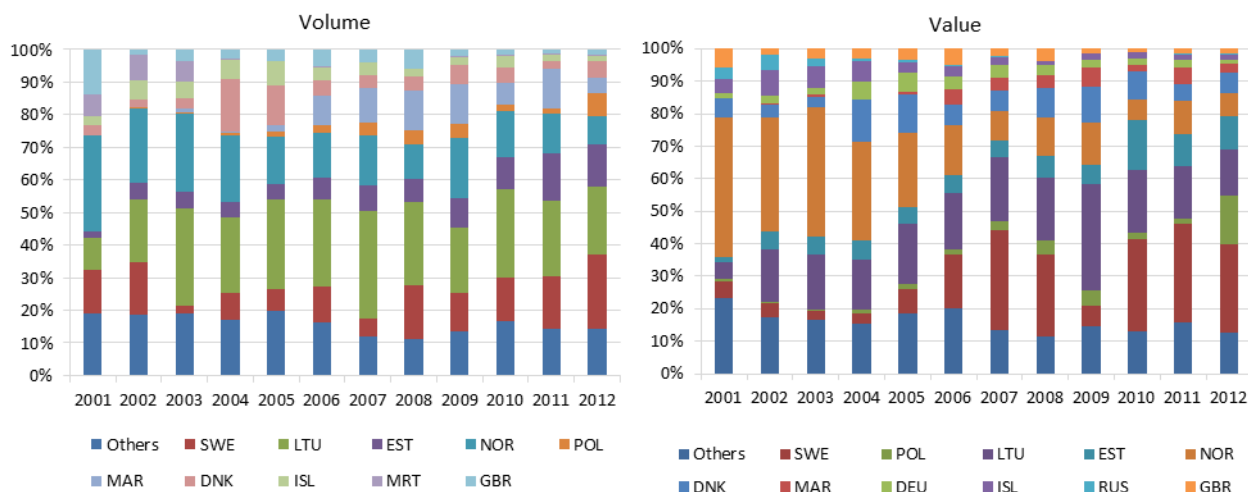 Volume
100%
90%
80%
70%
60%
50%
40%
30%
20%
10%
0%
2001 2002 2003 2004 2005 2006 2007 2008 2009 2010 2011 2012
Others SWE LTU EST NOR POL
MAR DNK ISL MRT GBR
Value
100%
90%
80%
70%
60%
50%
40%
30%
20%
10%
0%
2001 2002 2003 2004 2005 2006 2007 2008 2009 2010 2011 2012
Others SWE POL LTU EST NOR
DNK MAR DEU ISL RUS GBR